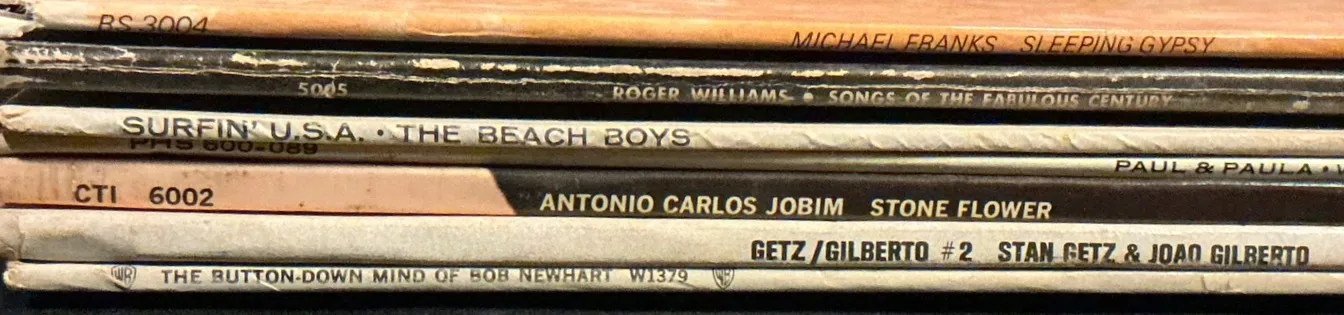 BS 3004 MICHAEL FRANKS SLEEPING GYPSY
5005 ROGER WILLIAMS • SONGS OF THE FABULOUS CENTURY
SURFIN' U.S.A. • THE BEACH BOYS
PHS 600-089 PAUL & PAULA •
CTI 6002 ANTONIO CARLOS JOBIM STONE FLOWER
GETZ/GILBERTO #2 STAN GETZ & JOAO GILBERTO
WB THE BUTTON-DOWN MIND OF BOB NEWHART W1379 WB